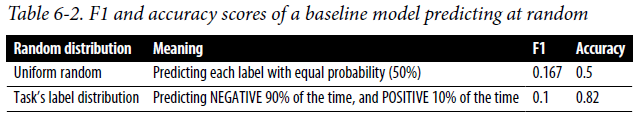 Table 6-2. F1 and accuracy scores of a baseline model predicting at random
Random distribution Meaning F1 Accuracy
Uniform random Predicting each label with equal probability (50%) 0.167 0.5
Task's label distribution Predicting NEGATIVE 90% of the time, and POSITIVE 10% of the time 0.1 0.82